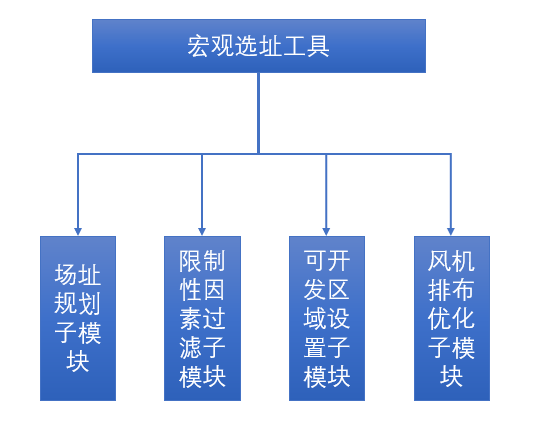 宏观选址工具
场址
规划
子模
块
限制
性因
素过
滤子
模块
可开
发区
域设
置子
模块
风机
排布
优化
子模
块